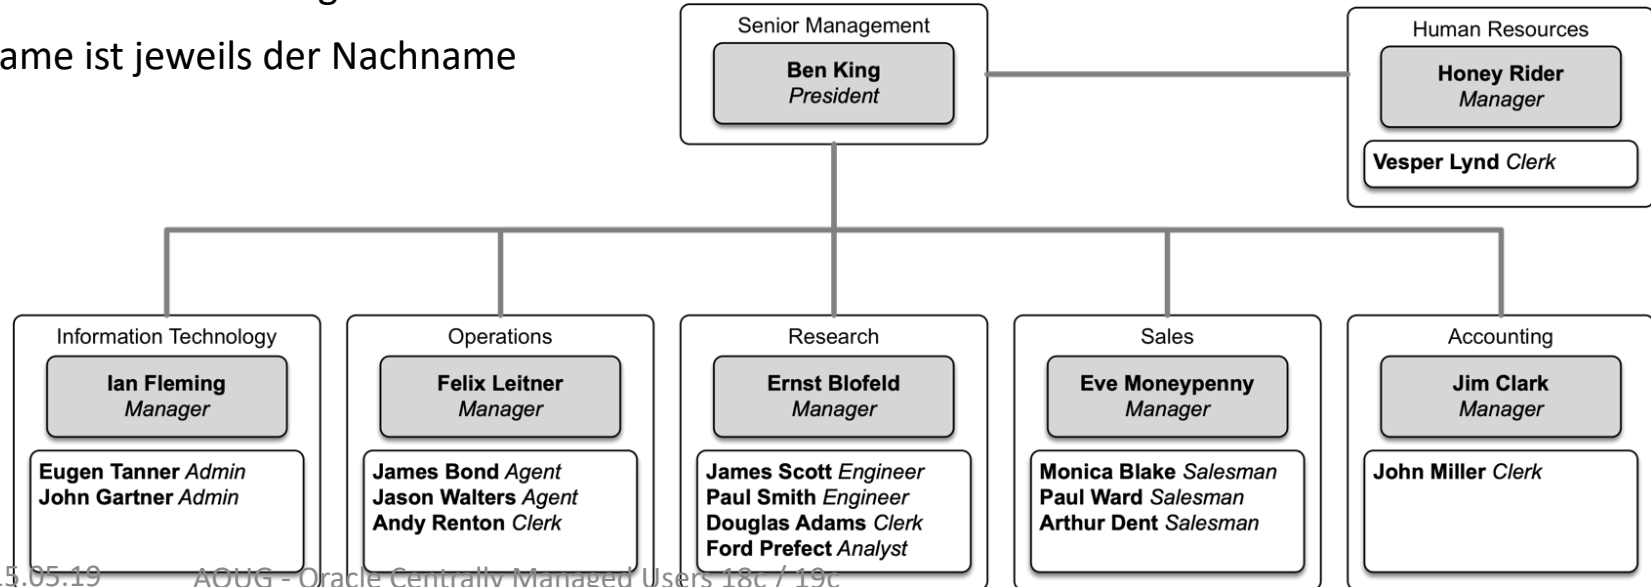 ame ist jeweils der Nachname
Senior Management
Ben King
President
Human Resources
Honey Rider
Manager
Vesper Lynd Clerk
Information Technology
Ian Fleming
Manager
Eugen Tanner Admin
John Gartner Admin
Operations
Felix Leitner
Manager
James Bond Agent
Jason Walters Agent
Andy Renton Clerk
Research
Ernst Blofeld
Manager
James Scott Engineer
Paul Smith Engineer
Douglas Adams Clerk
Ford Prefect Analyst
Sales
Eve Moneypenny
Manager
Monica Blake Salesman
Paul Ward Salesman
Arthur Dent Salesman
Accounting
Jim Clark
Manager
John Miller Clerk
15.05.19 AOUG - Oracle Centrally Managed Users 18c / 19c